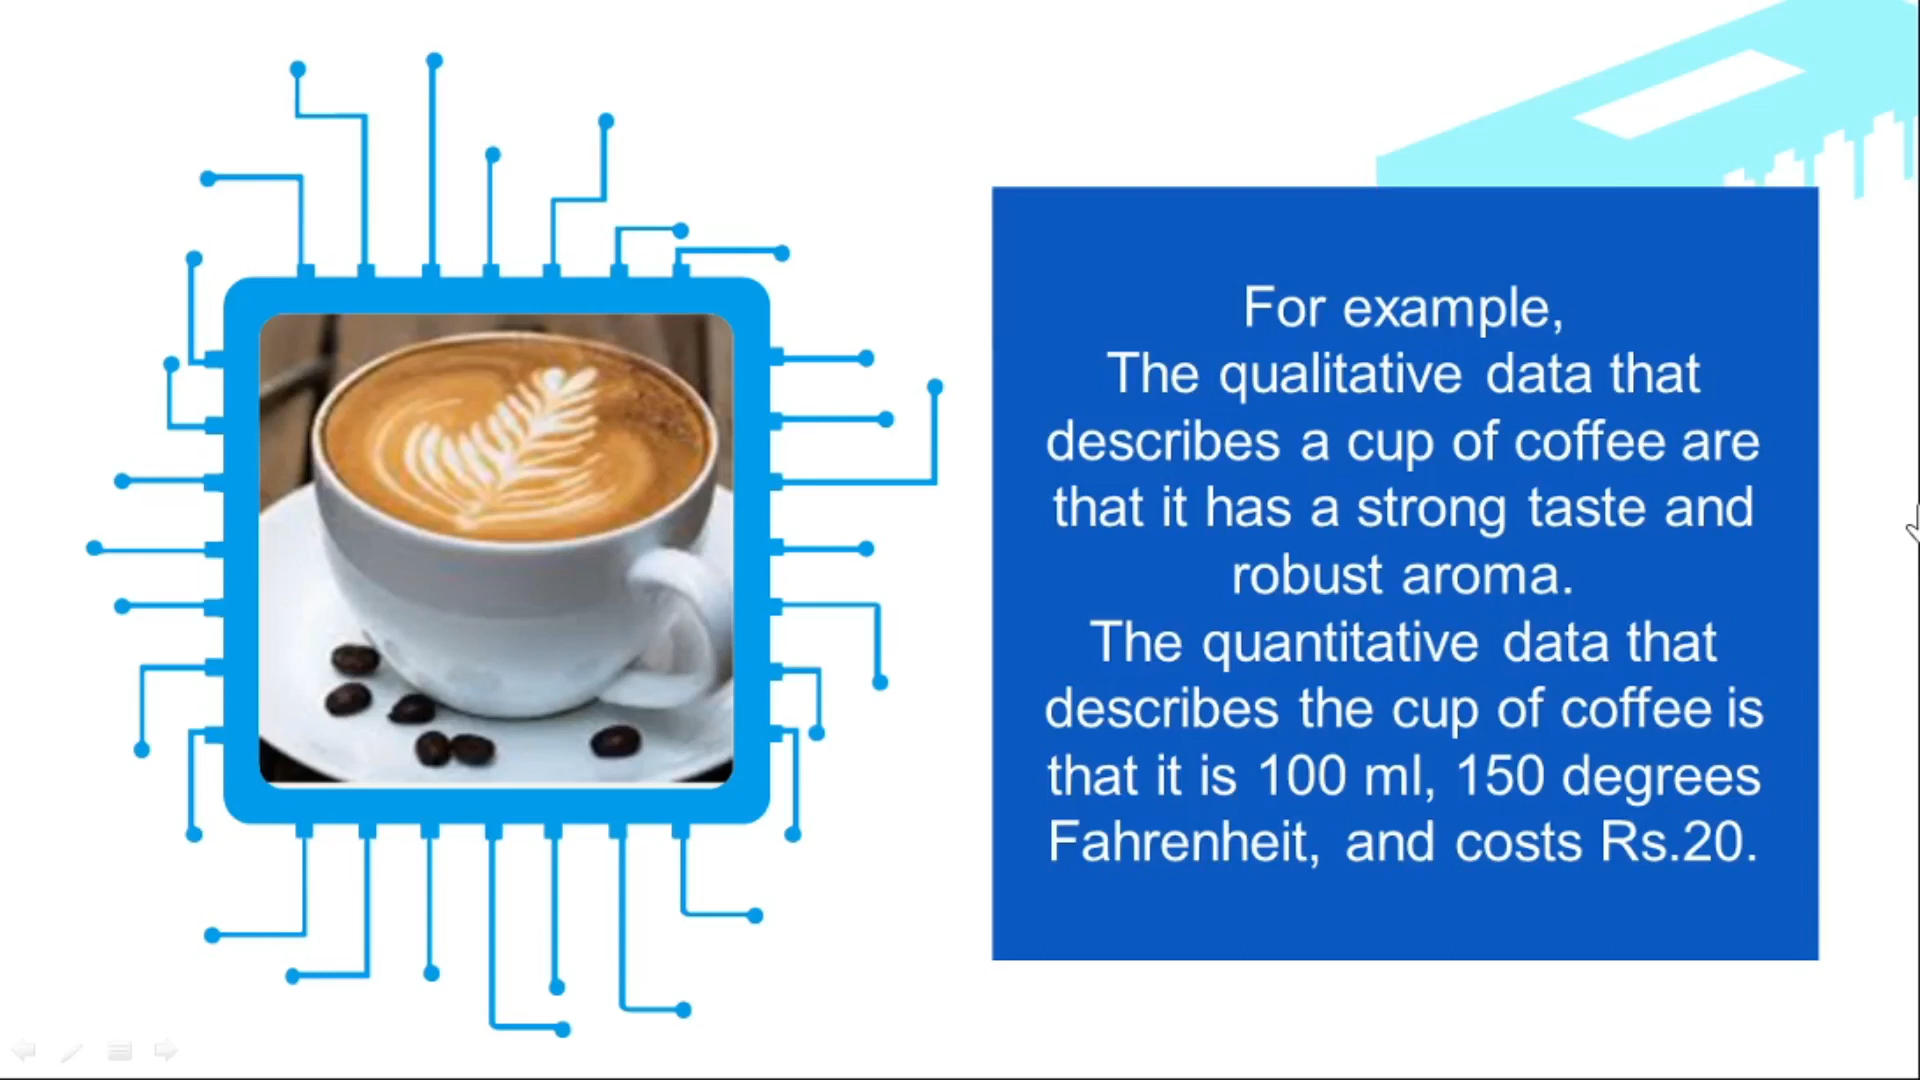 For example,
The qualitative data that
describes a cup of coffee are
that it has a strong taste and
robust aroma.
The quantitative data that
describes the cup of coffee is
that it is 100 ml, 150 degrees
Fahrenheit, and costs Rs.20.